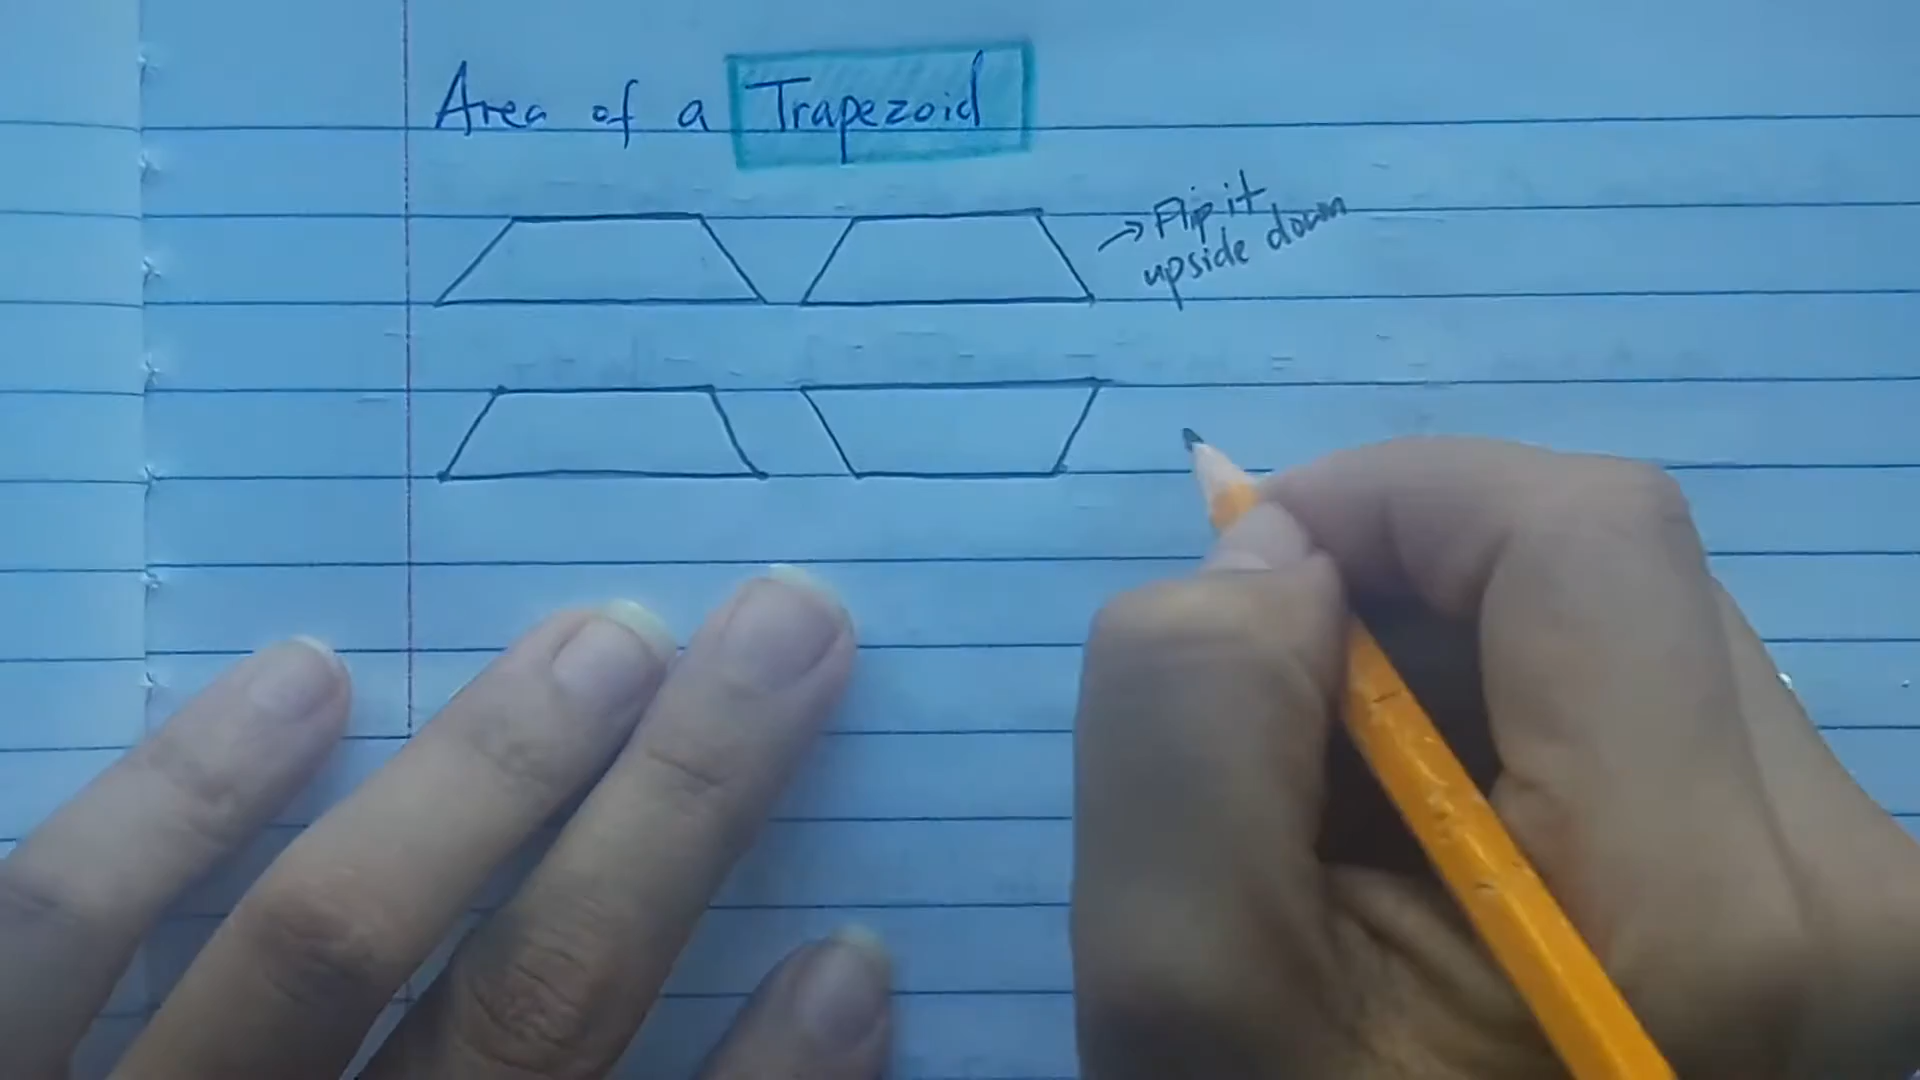 Area of a Trapezoid
→ Flip it
upside down